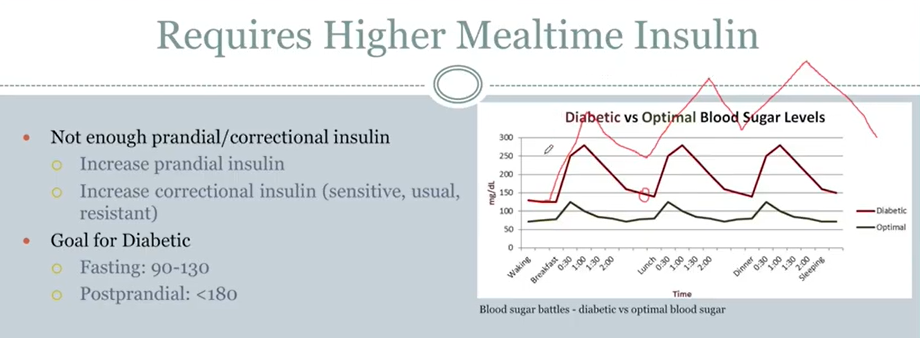 Requires Higher Mealtime Insulin
Not enough prandial/correctional insulin
Increase prandial insulin
Increase correctional insulin (sensitive, usual,
resistant)
Goal for Diabetic
Fasting: 90-130
Postprandial: <180
Diabetic vs Optimal Blood Sugar Levels
mg/dL
300
250
200
150
100
50
0
Waking
Breakfast
0:30
1:00
1:30
2:00
Lunch
0:30
1:00
1:30
2:00
Dinner
0:30
1:00
1:30
2:00
Sleeping
Time
Diabetic
Optimal
Blood sugar battles - diabetic vs optimal blood sugar